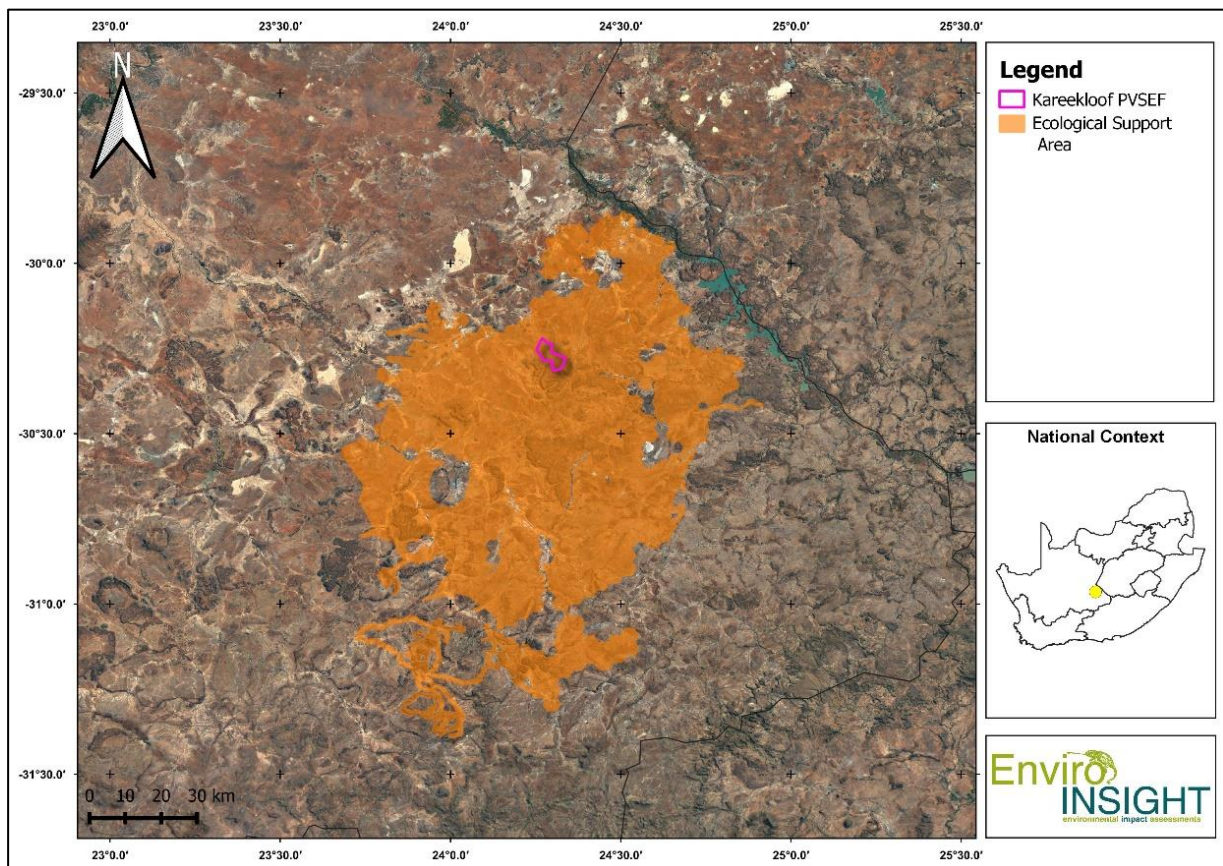 23°0.0' 23°30.0' 24°0.0' 24°30.0' 25°0.0' 25°30.0'
N
-29°30.0'
-30°0.0'
-30°30.0'
-31°0.0'
-31°30.0'
0 10 20 30 km
23°0.0' 23°30.0' 24°0.0' 24°30.0' 25°0.0' 25°30.0'
Legend
Kareekloof PVSEF
Ecological Support
Area
National Context
Enviro
INSIGHT
environmental impact assessments